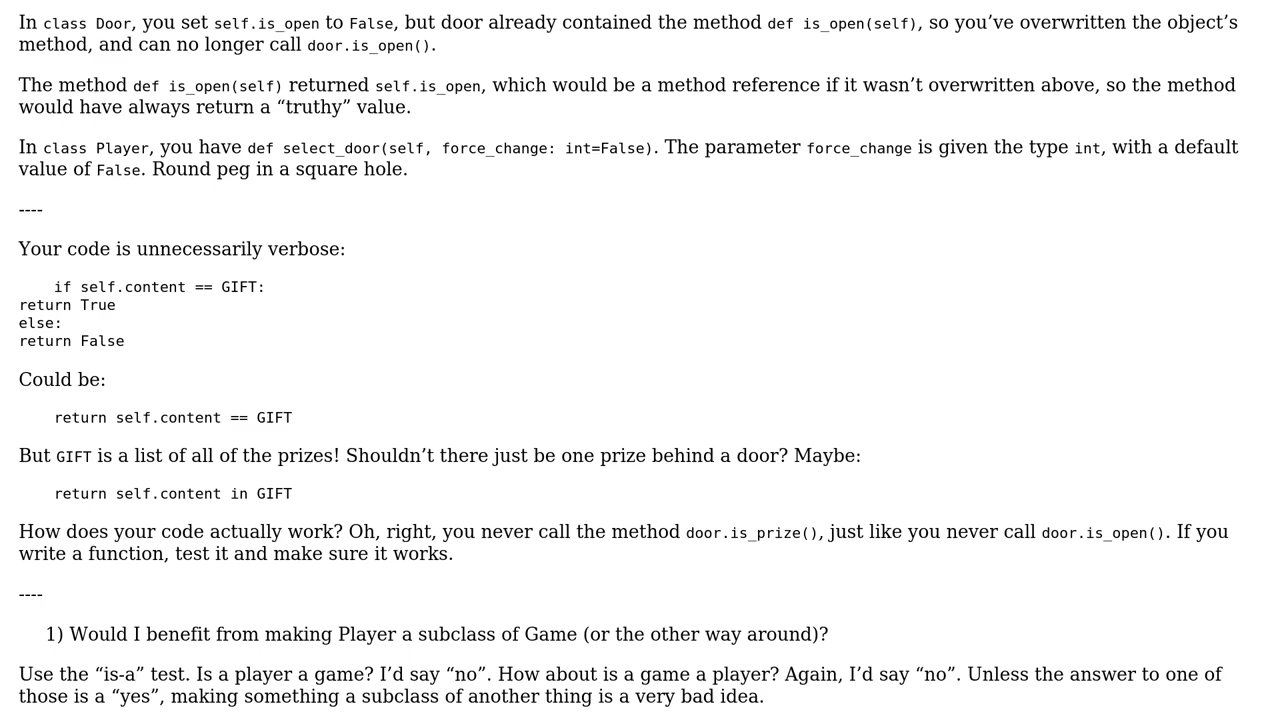 In class Door, you set self.is_open to False, but door already contained the method def is_open(self), so you’ve overwritten the object’s
method, and can no longer call door.is_open().
The method def is_open(self) returned self.is_open, which would be a method reference if it wasn’t overwritten above, so the method
would have always return a “truthy” value.
In class Player, you have def select_door(self, force_change: int=False). The parameter force_change is given the type int, with a default
value of False. Round peg in a square hole.
----
Your code is unnecessarily verbose:
    if self.content == GIFT:
return True
else:
return False
Could be:
    return self.content == GIFT
But GIFT is a list of all of the prizes! Shouldn’t there just be one prize behind a door? Maybe:
    return self.content in GIFT
How does your code actually work? Oh, right, you never call the method door.is_prize(), just like you never call door.is_open(). If you
write a function, test it and make sure it works.
----
1) Would I benefit from making Player a subclass of Game (or the other way around)?
Use the “is-a” test. Is a player a game? I’d say “no”. How about is a game a player? Again, I’d say “no”. Unless the answer to one of
those is a “yes”, making something a subclass of another thing is a very bad idea.